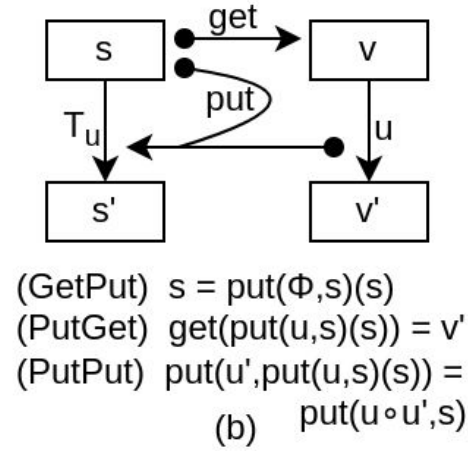 get
s
v
put
T_u
u
s'
v'
(GetPut) s = put(Φ,s)(s)
(PutGet) get(put(u,s)(s)) = v'
(PutPut) put(u',put(u,s)(s)) =
put(u∘u',s)
(b)